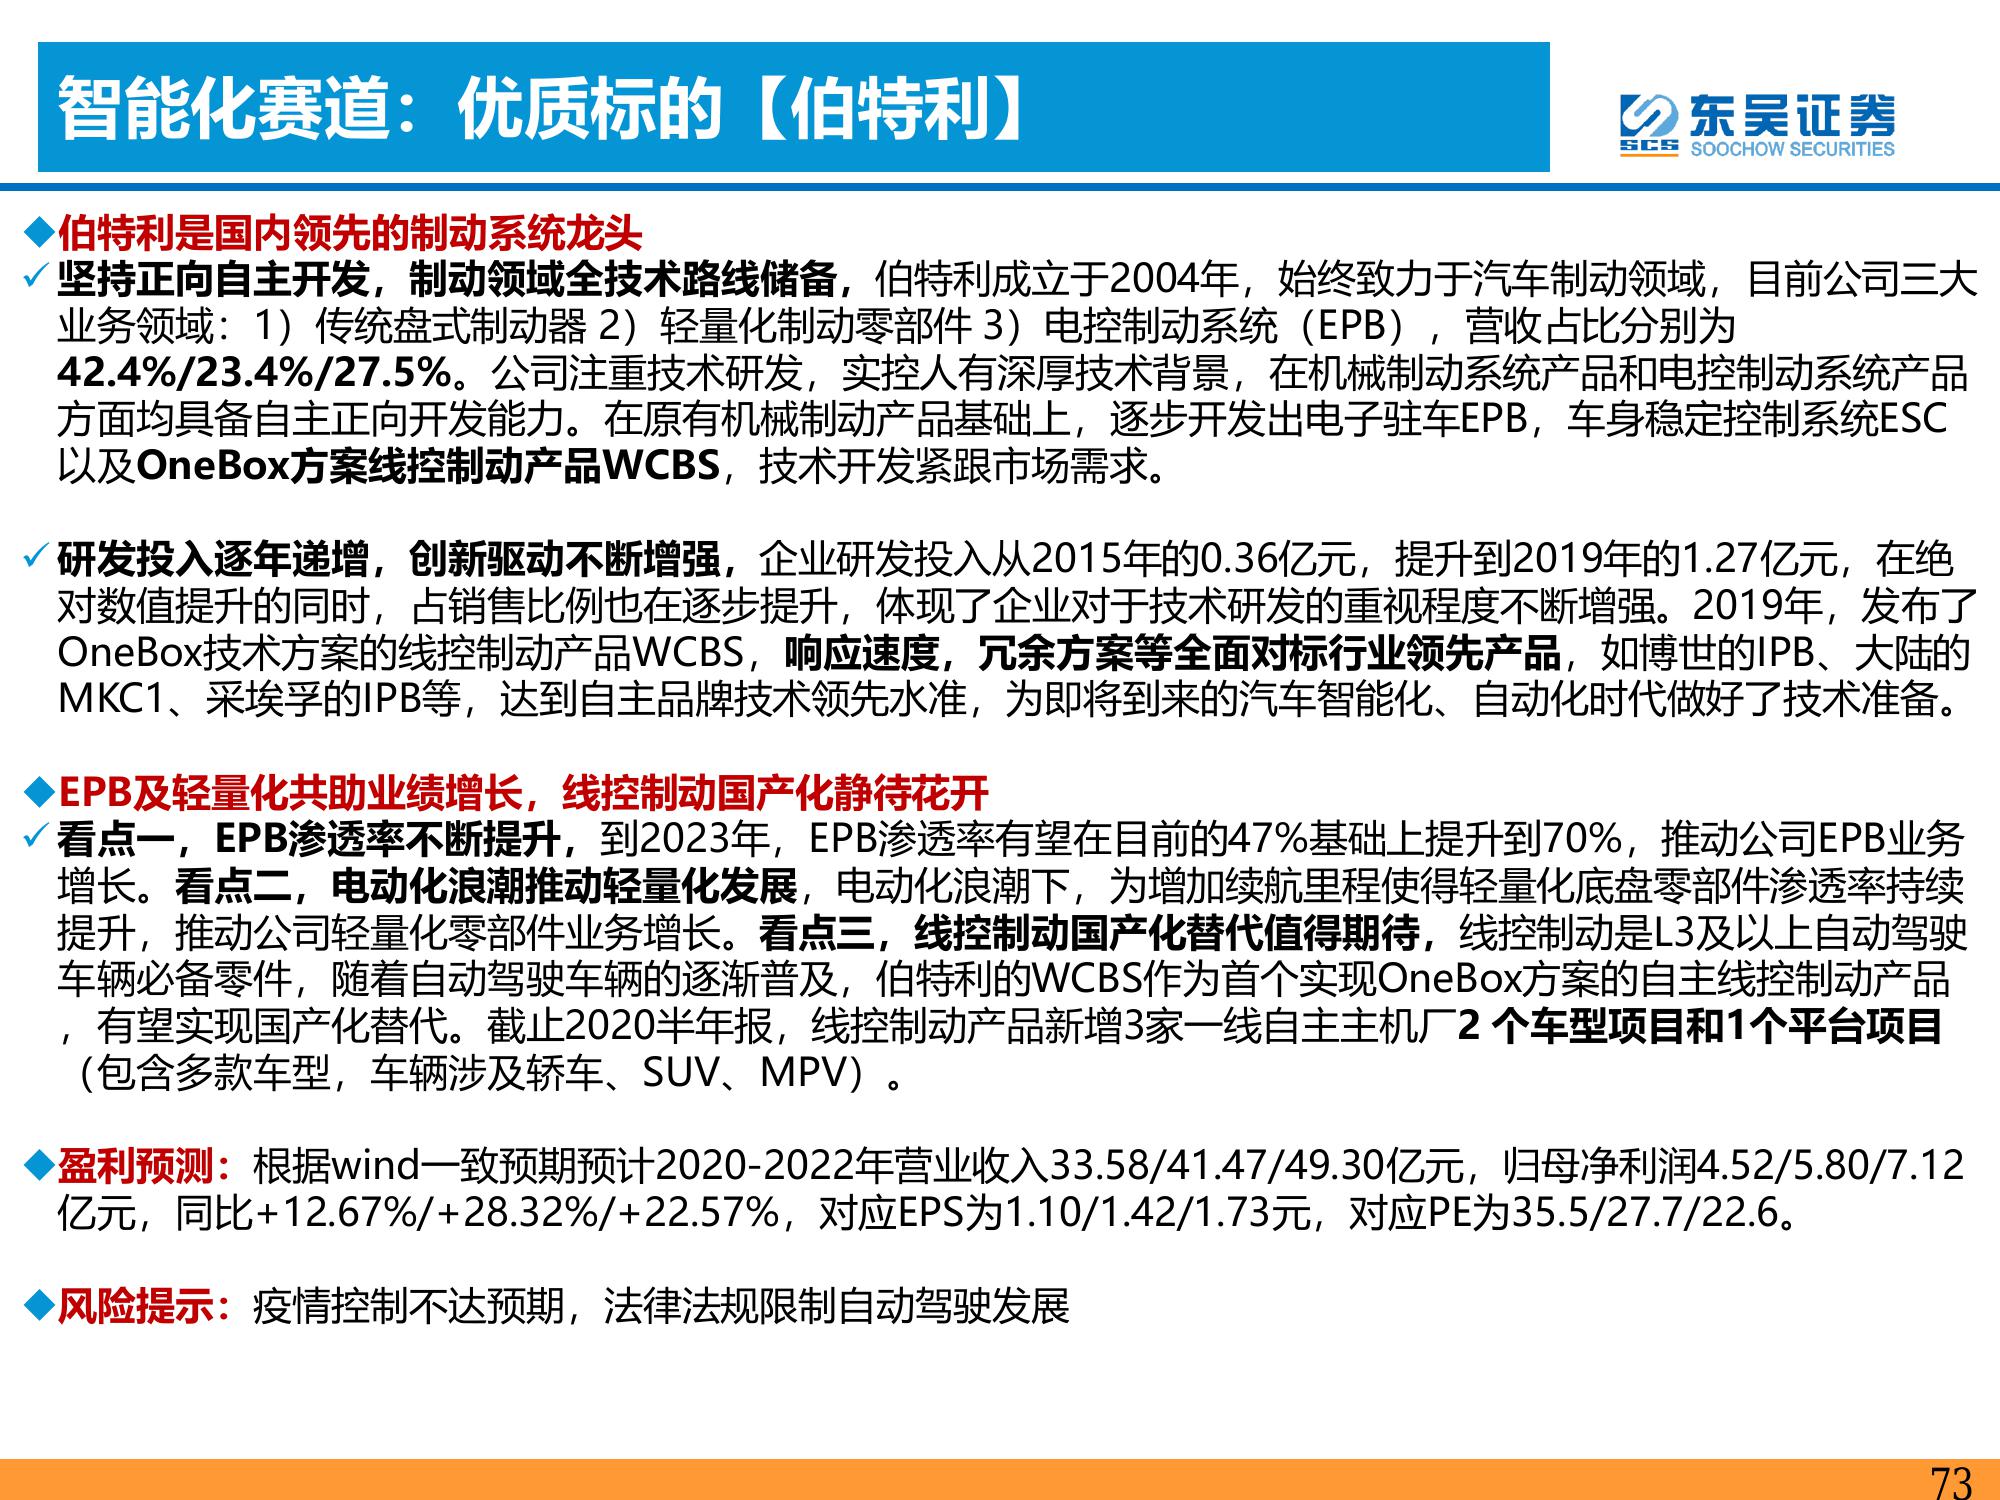 智能化赛道：优质标的【伯特利】
东吴证券
SCS SOOCHOW SECURITIES
◆伯特利是国内领先的制动系统龙头
✓坚持正向自主开发，制动领域全技术路线储备，伯特利成立于2004年，始终致力于汽车制动领域，目前公司三大
业务领域：1）传统盘式制动器 2）轻量化制动零部件 3）电控制动系统（EPB），营收占比分别为
42.4%/23.4%/27.5%。公司注重技术研发，实控人有深厚技术背景，在机械制动系统产品和电控制动系统产品
方面均具备自主正向开发能力。在原有机械制动产品基础上，逐步开发出电子驻车EPB，车身稳定控制系统ESC
以及OneBox方案线控制动产品WCBS，技术开发紧跟市场需求。
✓研发投入逐年递增，创新驱动不断增强，企业研发投入从2015年的0.36亿元，提升到2019年的1.27亿元，在绝
对数值提升的同时，占销售比例也在逐步提升，体现了企业对于技术研发的重视程度不断增强。2019年，发布了
OneBox技术方案的线控制动产品WCBS，响应速度，冗余方案等全面对标行业领先产品，如博世的IPB、大陆的
MKC1、采埃孚的IPB等，达到自主品牌技术领先水准，为即将到来的汽车智能化、自动化时代做好了技术准备。
◆EPB及轻量化共助业绩增长，线控制动国产化静待花开
✓看点一，EPB渗透率不断提升，到2023年，EPB渗透率有望在目前的47%基础上提升到70%，推动公司EPB业务
增长。看点二，电动化浪潮推动轻量化发展，电动化浪潮下，为增加续航里程使得轻量化底盘零部件渗透率持续
提升，推动公司轻量化零部件业务增长。看点三，线控制动国产化替代值得期待，线控制动是L3及以上自动驾驶
车辆必备零件，随着自动驾驶车辆的逐渐普及，伯特利的WCBS作为首个实现OneBox方案的自主线控制动产品
，有望实现国产化替代。截止2020半年报，线控制动产品新增3家一线自主主机厂2 个车型项目和1个平台项目
（包含多款车型，车辆涉及轿车、SUV、MPV）。
◆盈利预测：根据wind一致预期预计2020-2022年营业收入33.58/41.47/49.30亿元，归母净利润4.52/5.80/7.12
亿元，同比+12.67%/+28.32%/+22.57%，对应EPS为1.10/1.42/1.73元，对应PE为35.5/27.7/22.6。
◆风险提示：疫情控制不达预期，法律法规限制自动驾驶发展
73